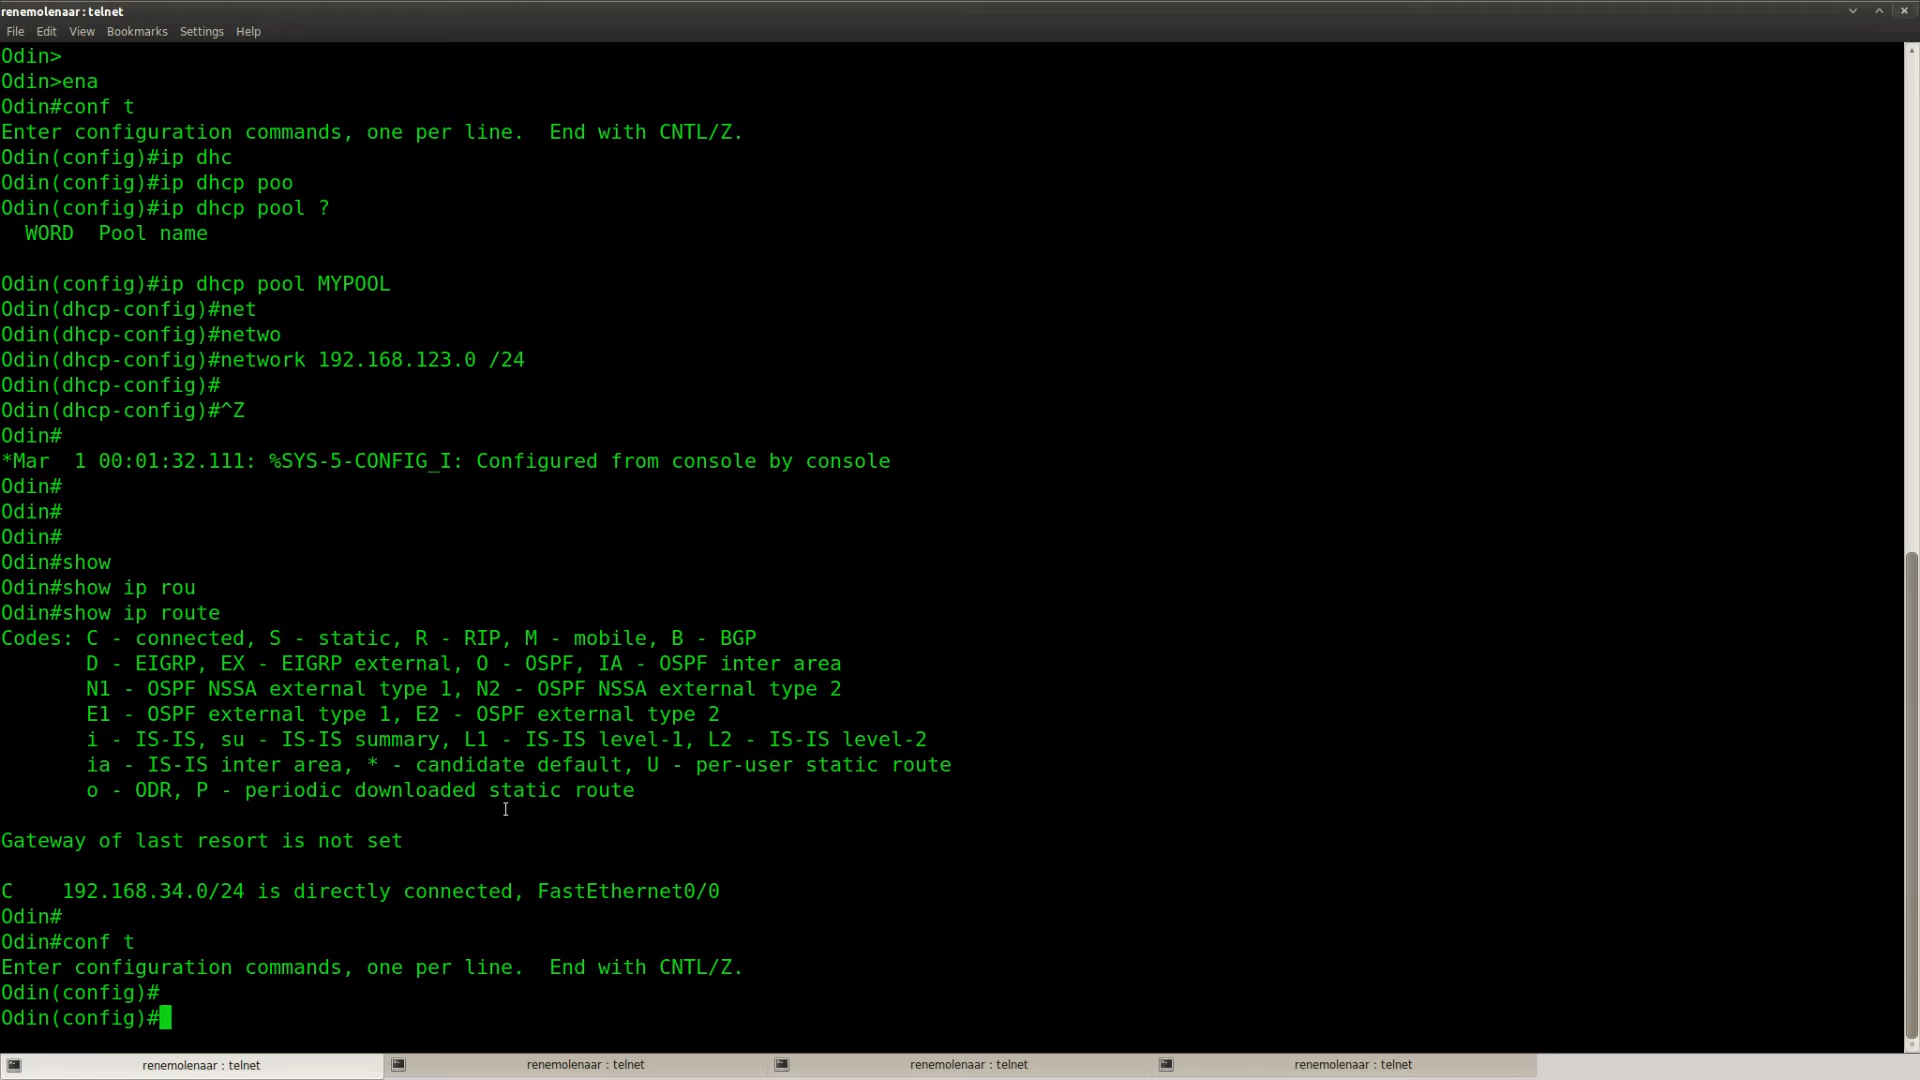 renemolenaar : telnet
File Edit View Bookmarks Settings Help
Odin>
Odin>ena
Odin#conf t
Enter configuration commands, one per line.  End with CNTL/Z.
Odin(config)#ip dhc
Odin(config)#ip dhcp poo
Odin(config)#ip dhcp pool ?
  WORD  Pool name
Odin(config)#ip dhcp pool MYPOOL
Odin(dhcp-config)#net
Odin(dhcp-config)#netwo
Odin(dhcp-config)#network 192.168.123.0 /24
Odin(dhcp-config)#
Odin(dhcp-config)#^Z
Odin#
*Mar  1 00:01:32.111: %SYS-5-CONFIG_I: Configured from console by console
Odin#
Odin#
Odin#
Odin#show
Odin#show ip rou
Odin#show ip route
Codes: C - connected, S - static, R - RIP, M - mobile, B - BGP
       D - EIGRP, EX - EIGRP external, O - OSPF, IA - OSPF inter area
       N1 - OSPF NSSA external type 1, N2 - OSPF NSSA external type 2
       E1 - OSPF external type 1, E2 - OSPF external type 2
       i - IS-IS, su - IS-IS summary, L1 - IS-IS level-1, L2 - IS-IS level-2
       ia - IS-IS inter area, * - candidate default, U - per-user static route
       o - ODR, P - periodic downloaded static route
Gateway of last resort is not set
C    192.168.34.0/24 is directly connected, FastEthernet0/0
Odin#
Odin#conf t
Enter configuration commands, one per line.  End with CNTL/Z.
Odin(config)#
Odin(config)#
renemolenaar : telnet renemolenaar : telnet renemolenaar : telnet renemolenaar : telnet